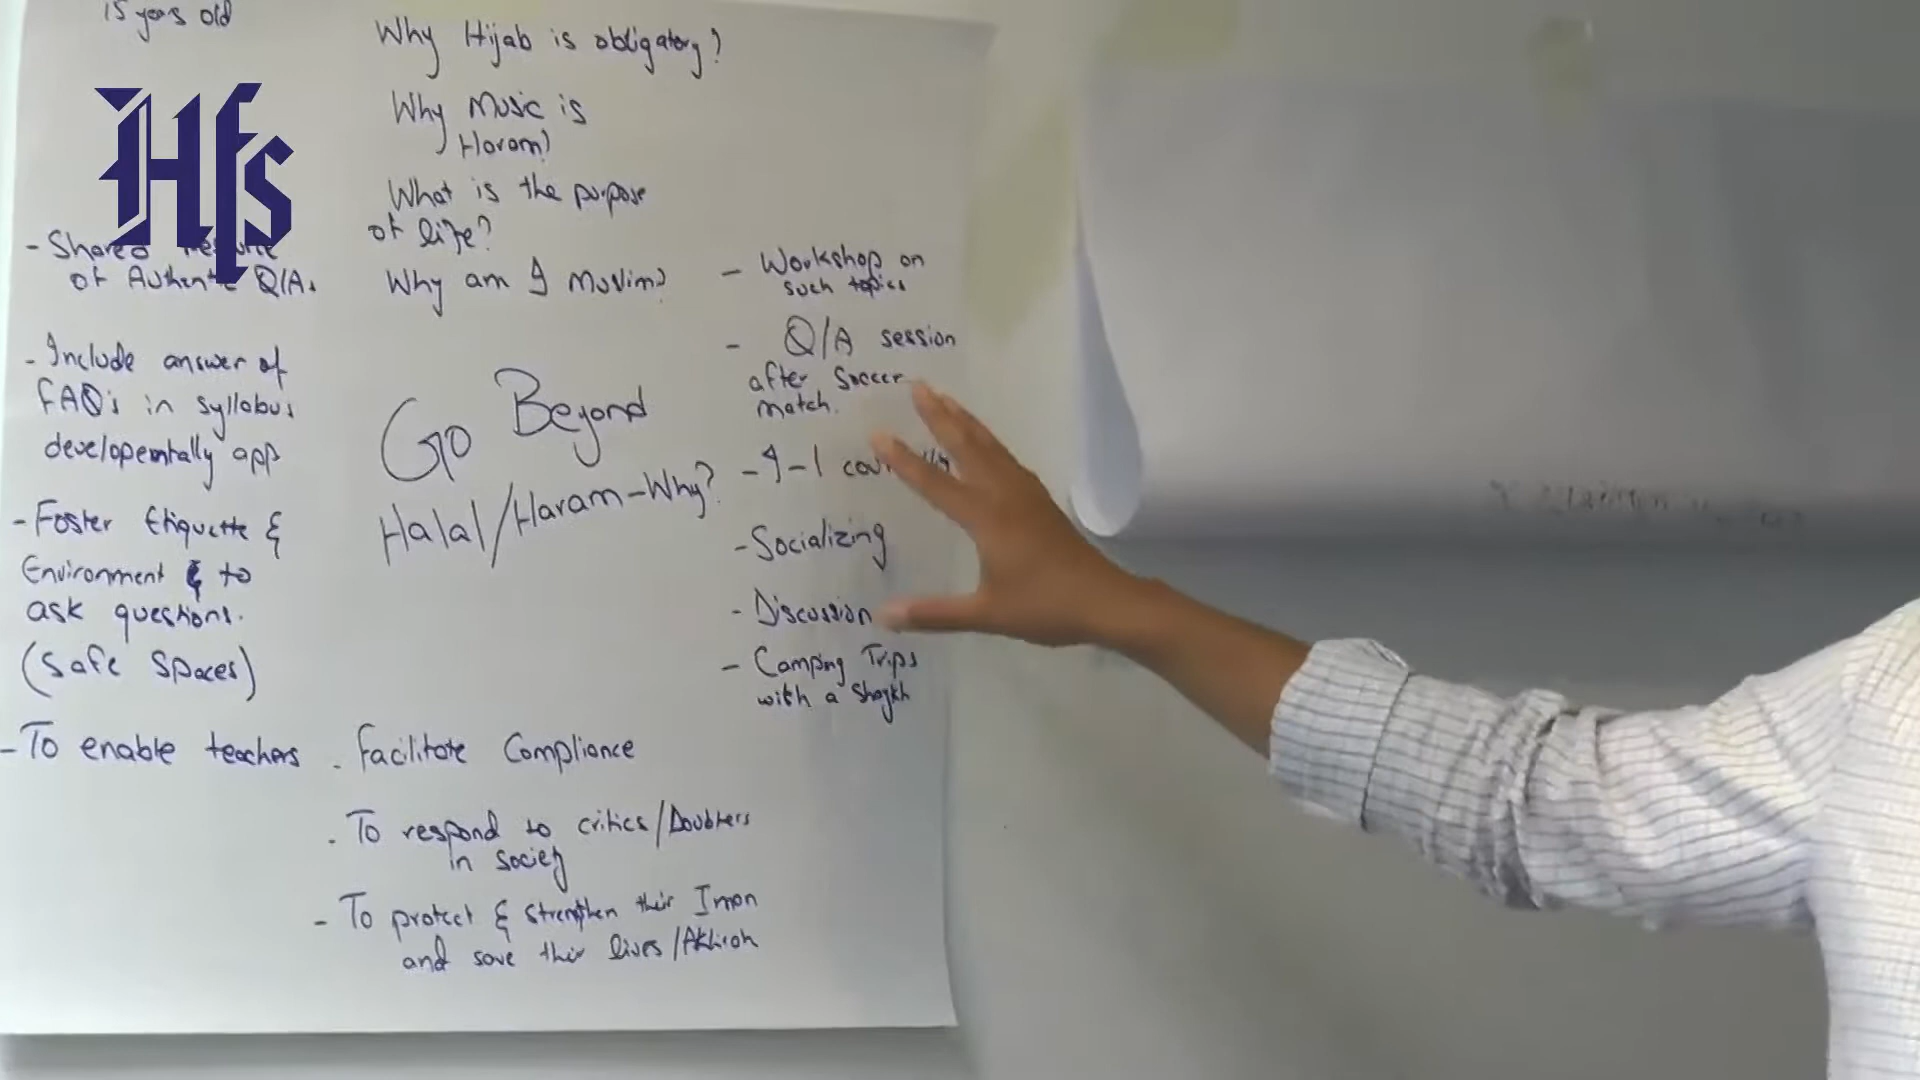 15 years old
Why Hijab is obligatory?
Why Music is
Haram?
What is the purpose
of life?
Why am I Muslim?
Hfs
- Shared
of Q/A.
- Include answer of
FAQ's in syllabus
developmentally app
- Foster Etiquette &
Environment & to
ask questions.
(Safe Spaces)
- To enable teachers
Go Beyond
Halal/Haram-Why?
- Workshop on
such topics
- Q/A session
after Soccer
match.
- 1-1
- Socializing
- Discussion
- Camping Trips
with a Shaykh
. Facilitate Compliance
. To respond to critics/Doubters
in society
- To protect & strengthen their Iman
and save their lives/Akhirah